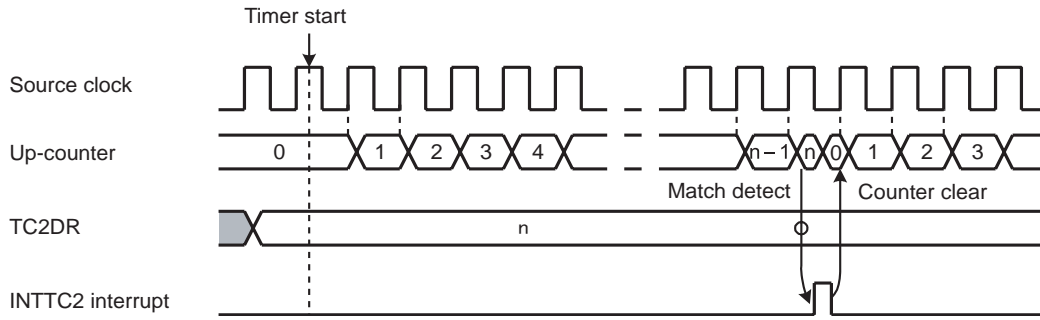 Timer start
Source clock
Up-counter
0 1 2 3 4 n–1 n 0 1 2 3
Match detect Counter clear
TC2DR
n
INTTC2 interrupt